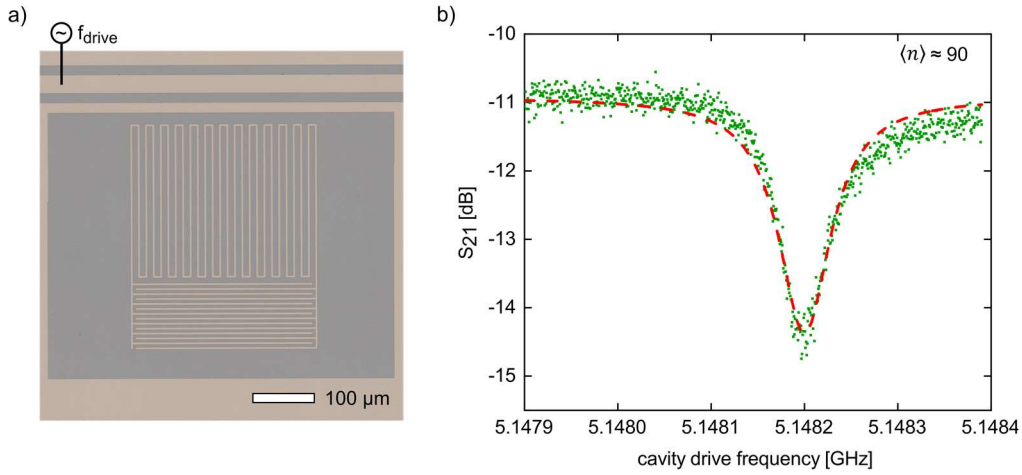 a)
~ f_drive
100 µm
b)
⟨n⟩ ≈ 90
S_21 [dB]
-10
-11
-12
-13
-14
-15
5.1479 5.1480 5.1481 5.1482 5.1483 5.1484
cavity drive frequency [GHz]